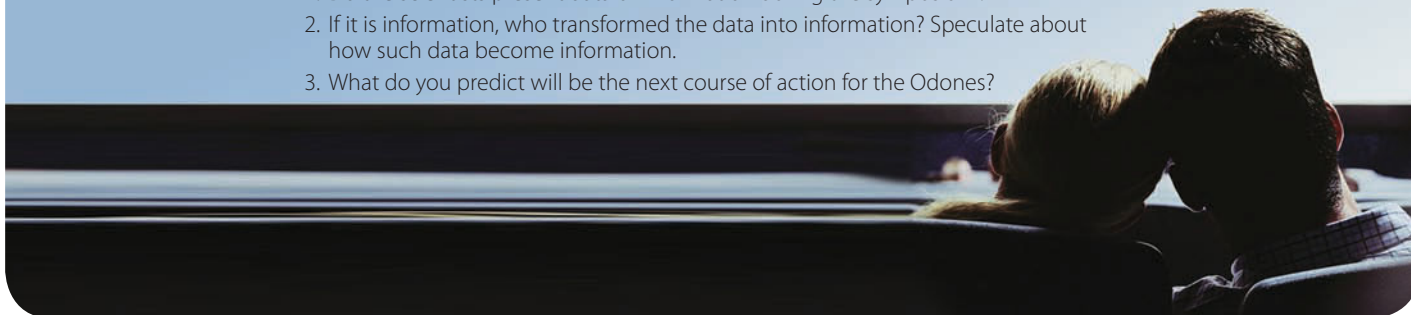 2. If it is information, who transformed the data into information? Speculate about
how such data become information.
3. What do you predict will be the next course of action for the Odones?